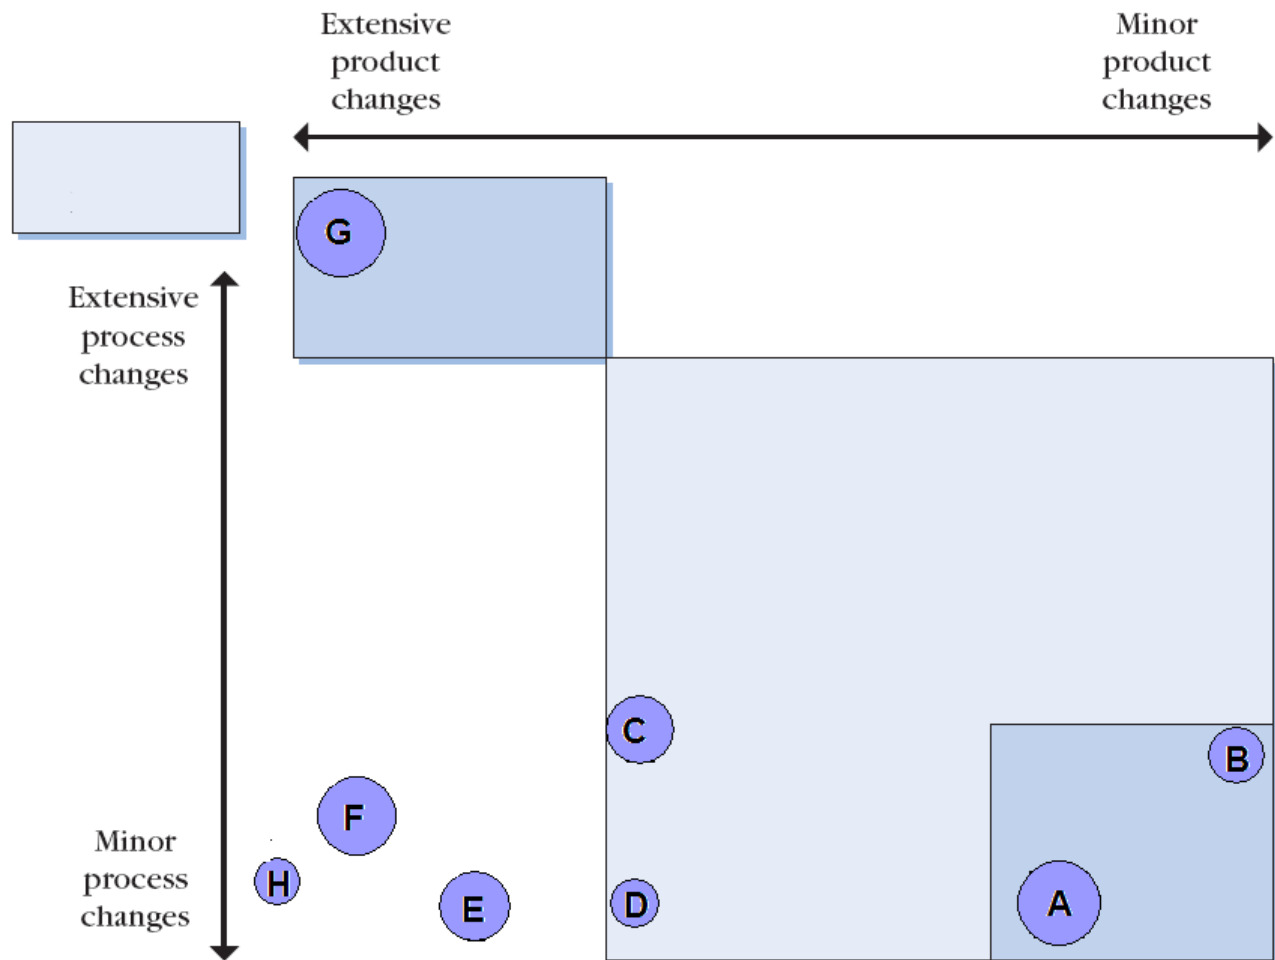 Extensive
product
changes
Minor
product
changes
G
Extensive
process
changes
C
B
F
Minor
process
changes
H
E
D
A